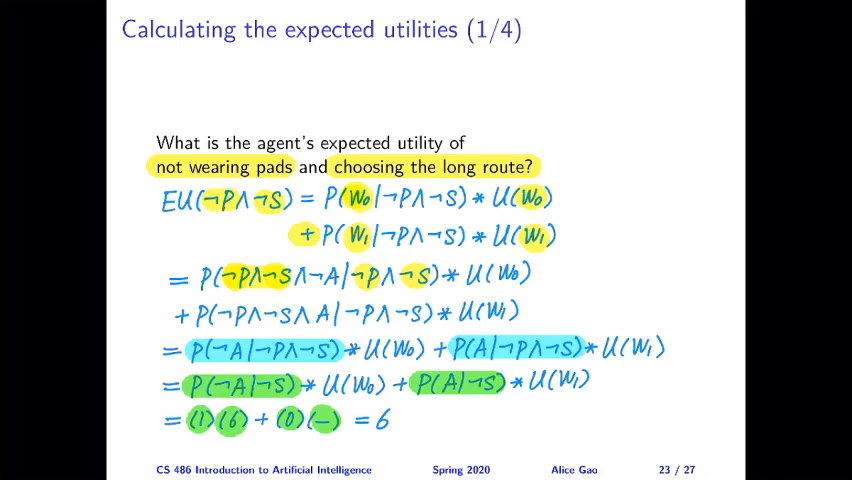 Calculating the expected utilities (1/4)
What is the agent's expected utility of
not wearing pads and choosing the long route?
EU(¬P∧¬S) = P(W₀|¬P∧¬S) * U(W₀)
+ P(W₁|¬P∧¬S) * U(W₁)
= P(¬P∧¬S∧¬A|¬P∧¬S) * U(W₀)
+ P(¬P∧¬S∧A|¬P∧¬S) * U(W₁)
= P(¬A|¬P∧¬S) * U(W₀) + P(A|¬P∧¬S) * U(W₁)
= P(¬A|¬S) * U(W₀) + P(A|¬S) * U(W₁)
= (1)(6) + (0)(−) = 6
CS 486 Introduction to Artificial Intelligence Spring 2020 Alice Gao 23 / 27